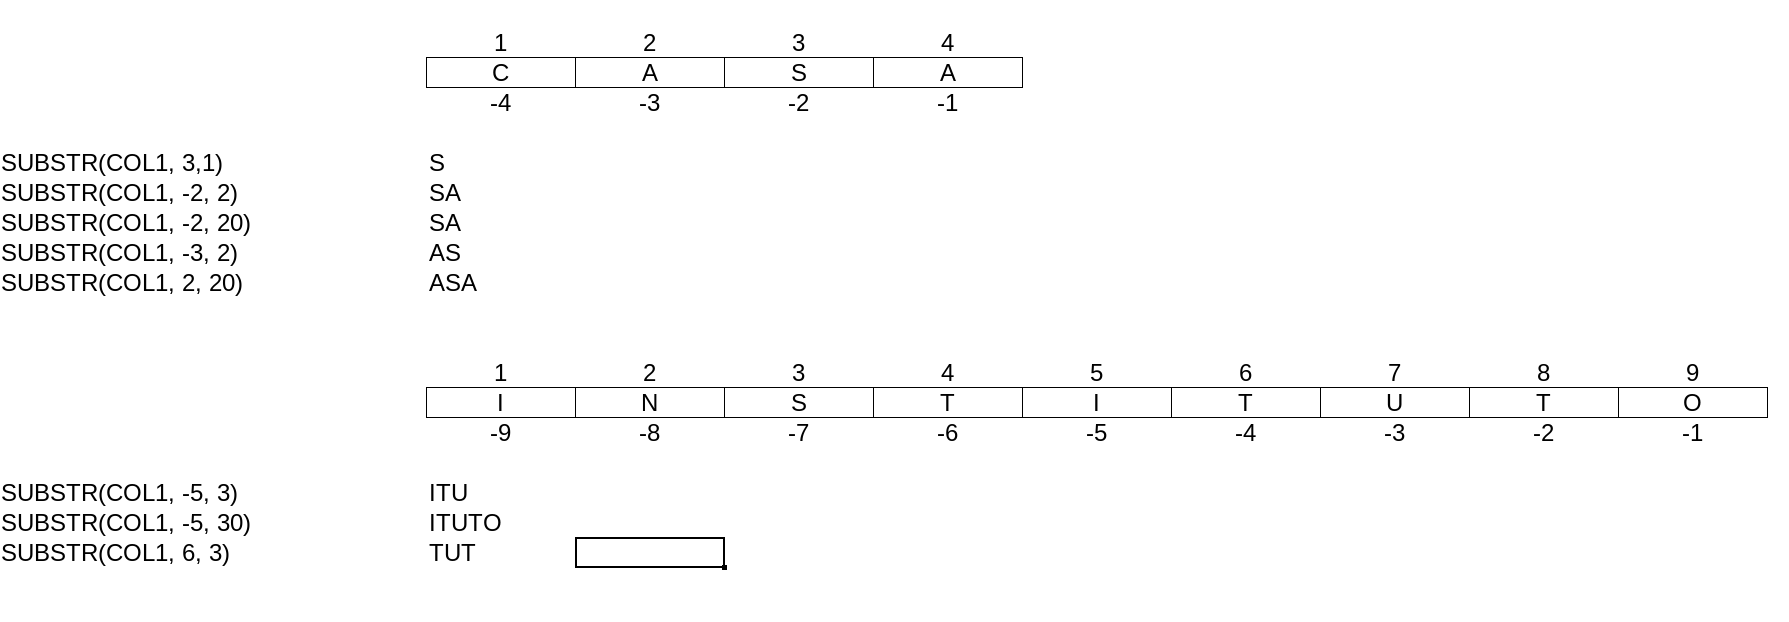 1 2 3 4
C A S A
-4 -3 -2 -1
SUBSTR(COL1, 3,1) S
SUBSTR(COL1, -2, 2) SA
SUBSTR(COL1, -2, 20) SA
SUBSTR(COL1, -3, 2) AS
SUBSTR(COL1, 2, 20) ASA
1 2 3 4 5 6 7 8 9
I N S T I T U T O
-9 -8 -7 -6 -5 -4 -3 -2 -1
SUBSTR(COL1, -5, 3) ITU
SUBSTR(COL1, -5, 30) ITUTO
SUBSTR(COL1, 6, 3) TUT